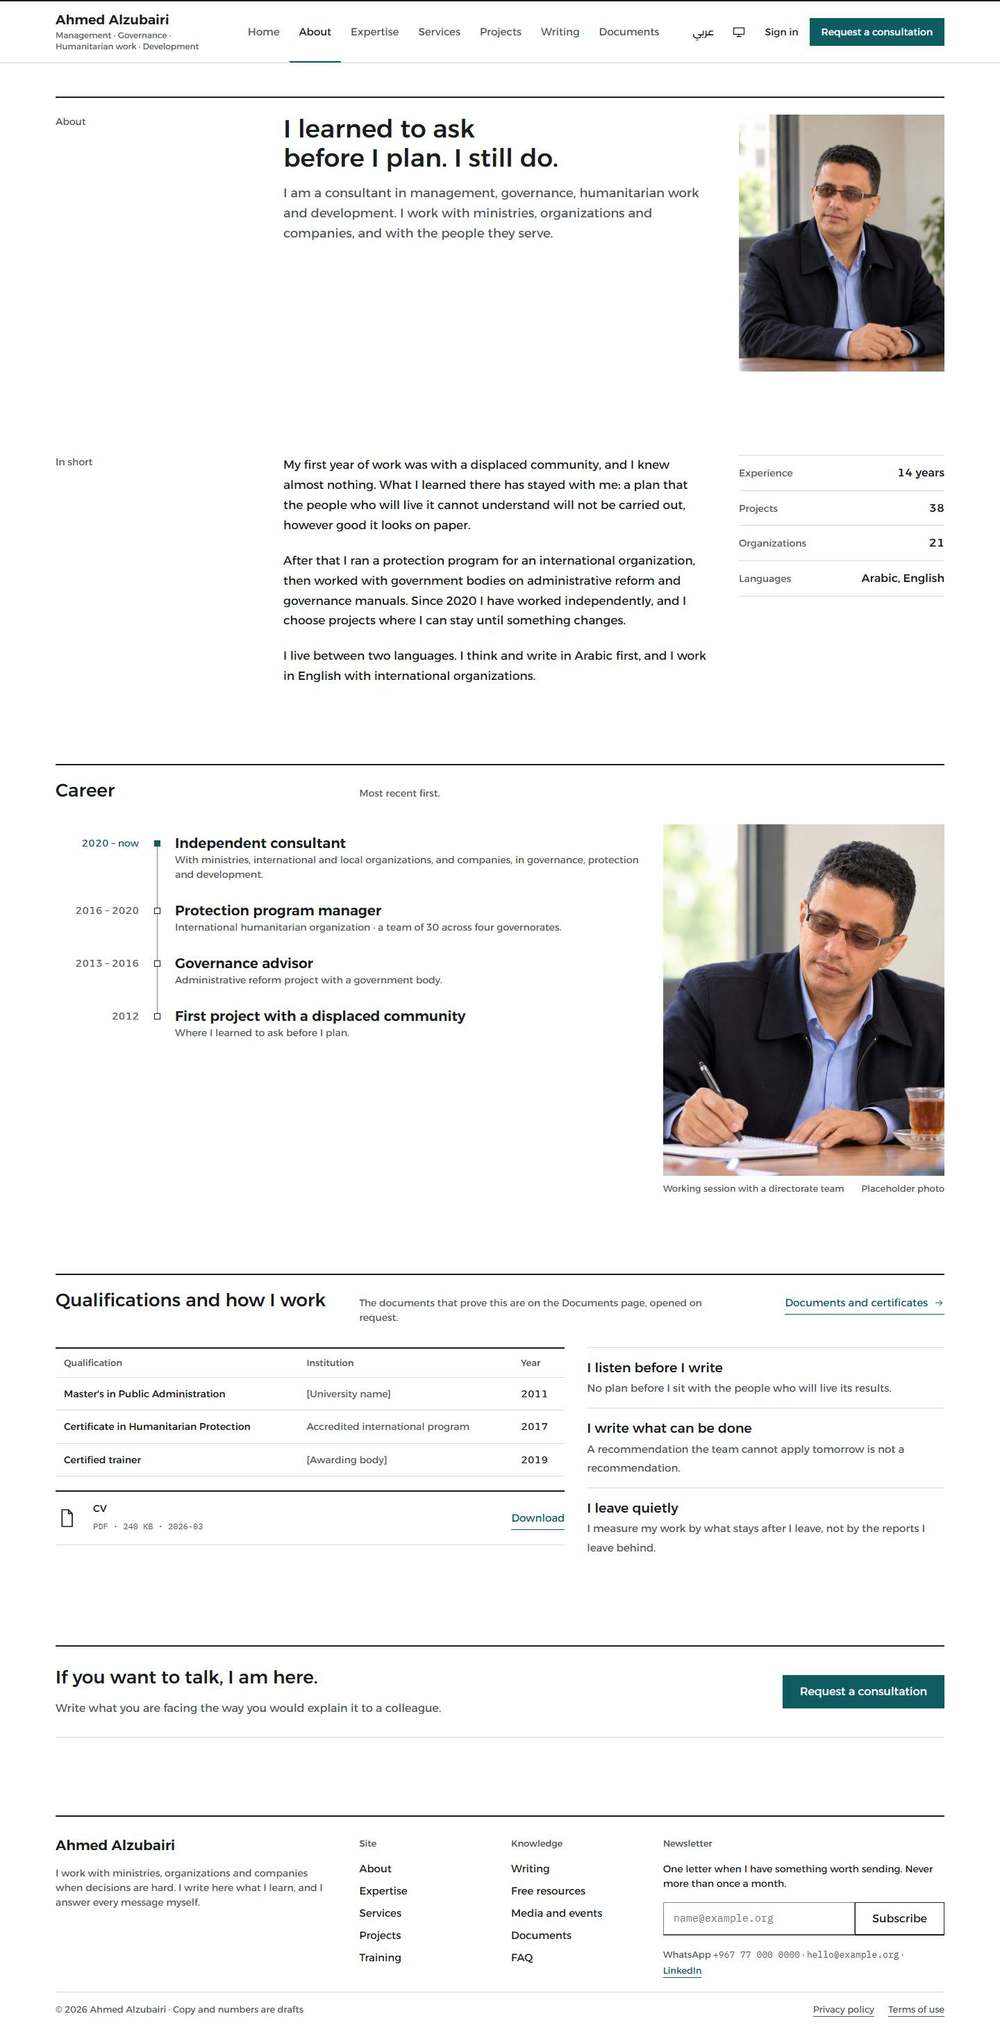 Ahmed Alzubairi
Management · Governance ·
Humanitarian work · Development
Home
About
Expertise
Services
Projects
Writing
Documents
عربي
Sign in
Request a consultation
About
I learned to ask
before I plan. I still do.
I am a consultant in management, governance, humanitarian work
and development. I work with ministries, organizations and
companies, and with the people they serve.
In short
My first year of work was with a displaced community, and I knew
almost nothing. What I learned there has stayed with me: a plan that
the people who will live it cannot understand will not be carried out,
however good it looks on paper.
After that I ran a protection program for an international organization,
then worked with government bodies on administrative reform and
governance manuals. Since 2020 I have worked independently, and I
choose projects where I can stay until something changes.
I live between two languages. I think and write in Arabic first, and I work
in English with international organizations.
Experience 14 years
Projects 38
Organizations 21
Languages Arabic, English
Career
Most recent first.
2020 – now
Independent consultant
With ministries, international and local organizations, and companies, in governance, protection
and development.
2016 – 2020
Protection program manager
International humanitarian organization · a team of 30 across four governorates.
2013 – 2016
Governance advisor
Administrative reform project with a government body.
2012
First project with a displaced community
Where I learned to ask before I plan.
Working session with a directorate team
Placeholder photo
Qualifications and how I work
The documents that prove this are on the Documents page, opened on
request.
Documents and certificates →
Qualification Institution Year
Master's in Public Administration [University name] 2011
Certificate in Humanitarian Protection Accredited international program 2017
Certified trainer [Awarding body] 2019
CV
PDF · 240 KB · 2026-03
Download
I listen before I write
No plan before I sit with the people who will live its results.
I write what can be done
A recommendation the team cannot apply tomorrow is not a
recommendation.
I leave quietly
I measure my work by what stays after I leave, not by the reports I
leave behind.
If you want to talk, I am here.
Write what you are facing the way you would explain it to a colleague.
Request a consultation
Ahmed Alzubairi
I work with ministries, organizations and companies
when decisions are hard. I write here what I learn, and I
answer every message myself.
Site
About
Expertise
Services
Projects
Training
Knowledge
Writing
Free resources
Media and events
Documents
FAQ
Newsletter
One letter when I have something worth sending. Never
more than once a month.
name@example.org
Subscribe
WhatsApp +967 77 000 0000 · hello@example.org ·
LinkedIn
© 2026 Ahmed Alzubairi · Copy and numbers are drafts
Privacy policy
Terms of use